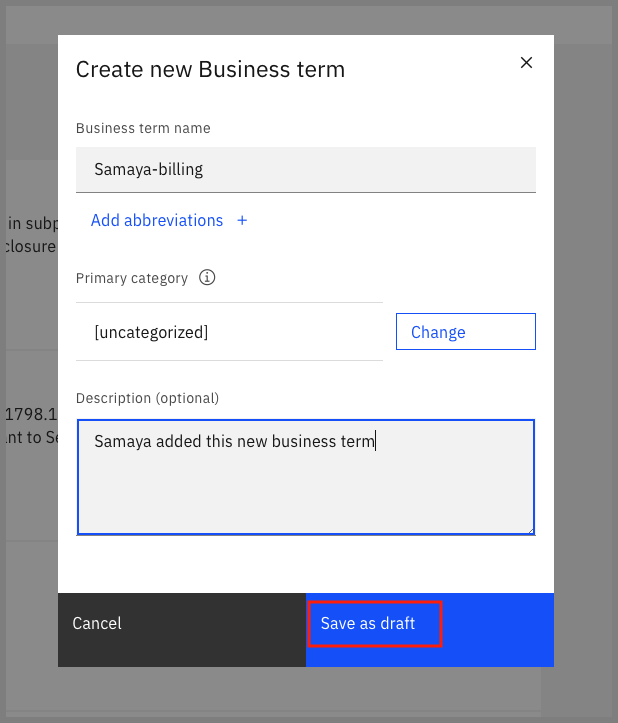 Create new Business term
Business term name
Samaya-billing
Add abbreviations +
Primary category
[uncategorized]
Change
Description (optional)
Samaya added this new business term
Cancel
Save as draft
in subp
closure
1798.1
nt to Se